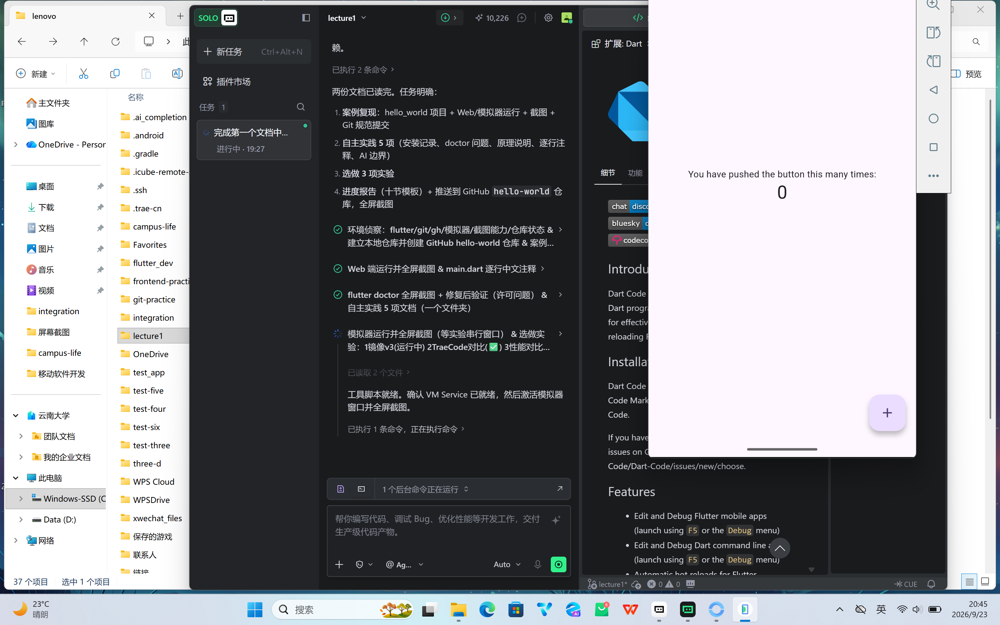 lenovo
此
新建
名称
主文件夹
图库
OneDrive - Persor
桌面
下载
文档
图片
音乐
视频
integration
屏幕截图
campus-life
移动软件开发
云南大学
团队文档
我的企业文档
此电脑
Windows-SSD (C
Data (D:)
网络
.ai_completion
.android
.gradle
.icube-remote-
.ssh
.trae-cn
campus-life
Favorites
flutter_dev
frontend-practi
git-practice
integration
lecture1
OneDrive
test_app
test-five
test-four
test-six
test-three
three-d
WPS Cloud
WPSDrive
xwechat_files
保存的游戏
联系人
链接
37 个项目
选中 1 个项目
SOLO
新任务 Ctrl+Alt+N
插件市场
任务 1
完成第一个文档中...
进行中 · 19:27
lecture1
10,226
赖。
已执行 2 条命令
两份文档已读完。任务明确：
1. 案例复现：hello_world 项目 + Web/模拟器运行 + 截图 +
Git 规范提交
2. 自主实践 5 项（安装记录、doctor 问题、原理说明、逐行注
释、AI 边界）
3. 选做 3 项实验
4. 进度报告（十节模板）+ 推送到 GitHub hello-world 仓
库，全屏截图
环境侦察：flutter/git/gh/模拟器/截图能力/仓库状态 &
建立本地仓库并创建 GitHub hello-world 仓库 & 案例...
Web 端运行并全屏截图 & main.dart 逐行中文注释
flutter doctor 全屏截图 + 修复后验证（许可问题） &
自主实践 5 项文档（一个文件夹）
模拟器运行并全屏截图（等实验串行窗口） & 选做实
验：1镜像v3(运行中) 2TraeCode对比(✅) 3性能对比...
已读取 2 个文件
工具脚本就绪。确认 VM Service 已就绪，然后激活模拟器
窗口并全屏截图。
已执行 1 条命令，正在执行命令
1 个后台命令正在运行
帮你编写代码、调试 Bug、优化性能等开发工作，交付
生产级代码产物。
@ Ag...
Auto
扩展: Dart
细节 功能
chat disco
bluesky
codeco
Introdu
Dart Code
Dart progra
for effectiv
reloading F
Installa
Dart Code
Code Mark
Code.
If you have
issues on G
Code/Dart-Code/issues/new/choose.
Features
• Edit and Debug Flutter mobile apps
(launch using F5 or the Debug menu)
• Edit and Debug Dart command line a
(launch using F5 or the Debug menu)
• Automatic hot reloads for Flutter
lecture1*
0
0
CUE
You have pushed the button this many times:
0
+
预览
23°C
晴朗
搜索
AI
6
英
20:45
2026/9/23